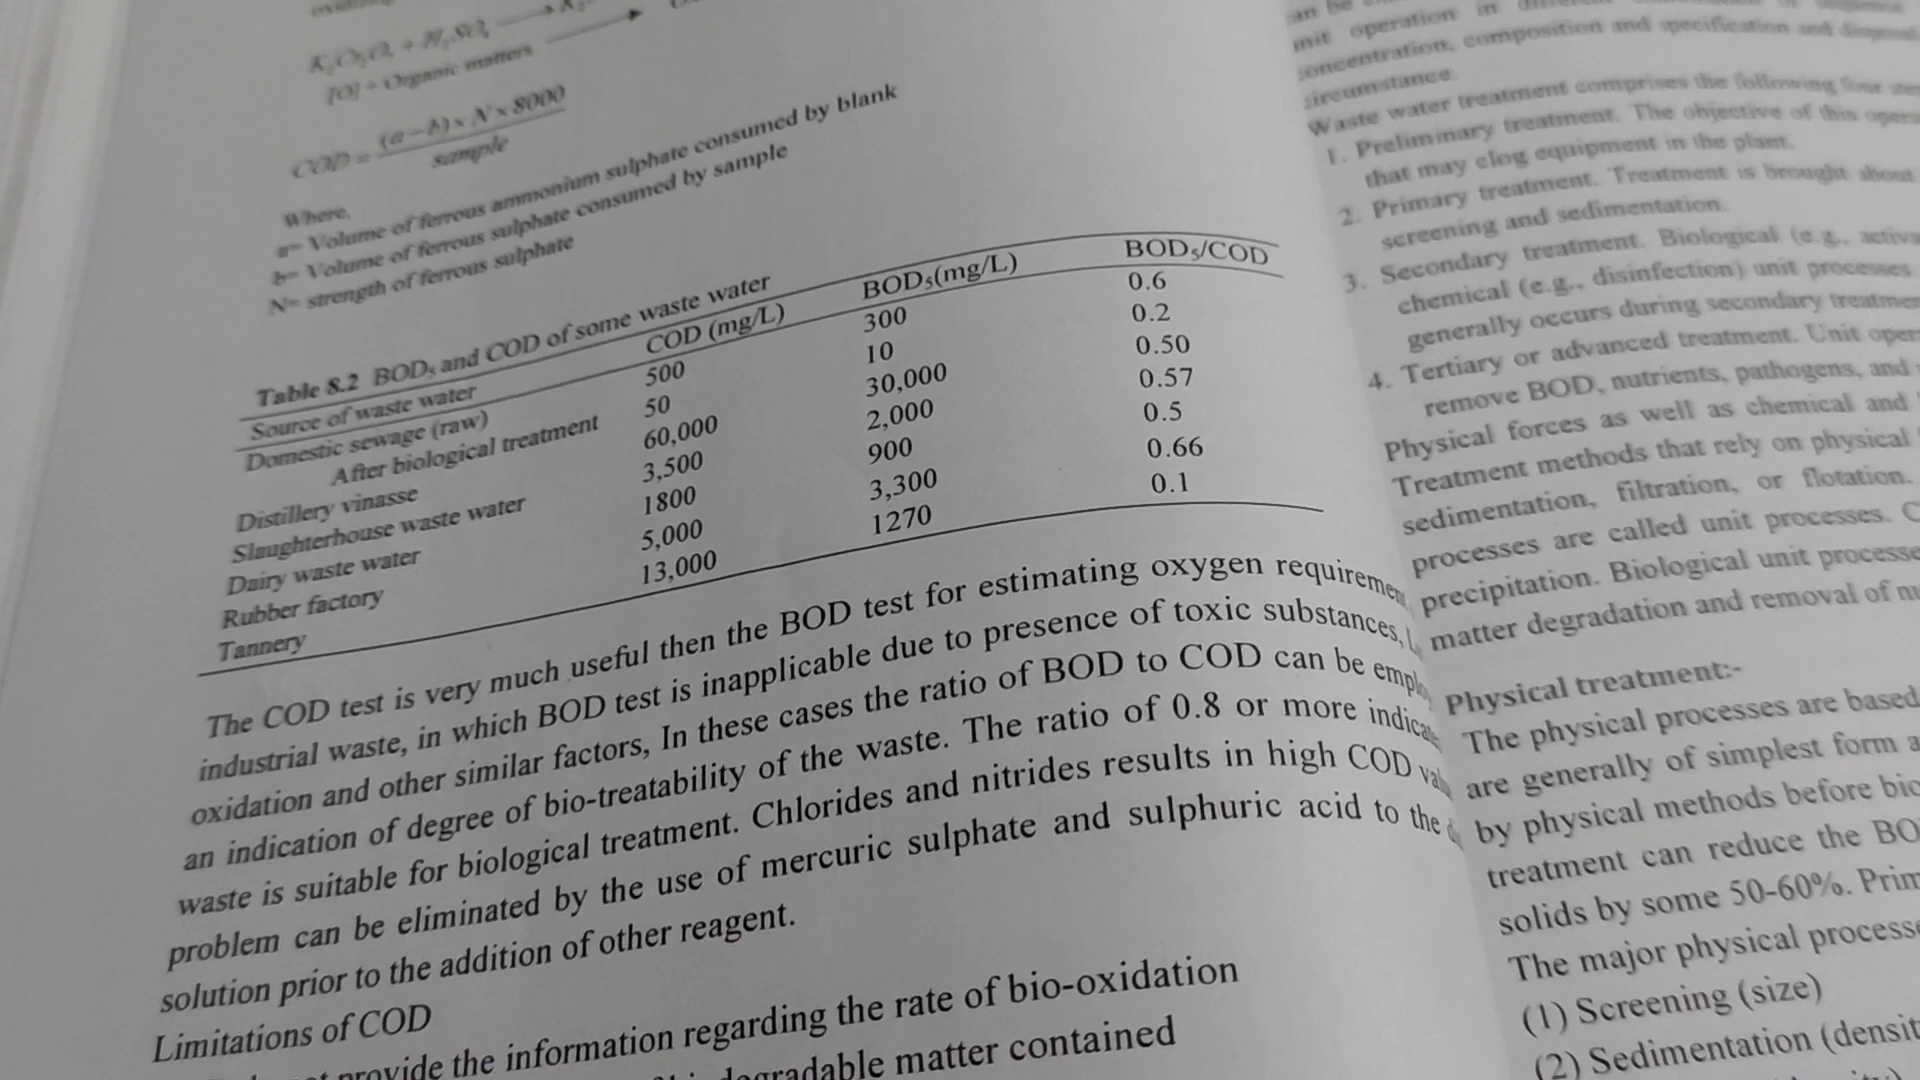 K₂Cr₂O₇ + H₂SO₄
[O] + Organic matters
COD = (a-b)×N×8000
sample
Where,
a= Volume of ferrous ammonium sulphate consumed by blank
b= Volume of ferrous sulphate consumed by sample
N= strength of ferrous sulphate
Table 8.2 BOD₅ and COD of some waste water
Source of waste water COD (mg/L) BOD₅(mg/L) BOD₅/COD
Domestic sewage (raw) 500 300 0.6
After biological treatment 50 10 0.2
Distillery vinasse 60,000 30,000 0.50
Slaughterhouse waste water 3,500 2,000 0.57
Dairy waste water 1800 900 0.5
Rubber factory 5,000 3,300 0.66
Tannery 13,000 1270 0.1
The COD test is very much useful then the BOD test for estimating oxygen
industrial waste, in which BOD test is inapplicable due to presence of toxic substances,
oxidation and other similar factors, In these cases the ratio of BOD to COD can be
an indication of degree of bio-treatability of the waste. The ratio of 0.8 or more
waste is suitable for biological treatment. Chlorides and nitrides results in high COD
problem can be eliminated by the use of mercuric sulphate and sulphuric acid to the
solution prior to the addition of other reagent.
Limitations of COD
the information regarding the rate of bio-oxidation
matter contained
can be
unit operation in
concentration, composition and specification and
circumstance.
Waste water treatment comprises the following four
1. Preliminary treatment. The objective of this
that may clog equipment in the plant.
2. Primary treatment. Treatment is brought about
screening and sedimentation.
3. Secondary treatment. Biological (e.g.,
chemical (e.g., disinfection) unit processes
generally occurs during secondary
4. Tertiary or advanced treatment. Unit
remove BOD, nutrients, pathogens, and
Physical forces as well as chemical and
Treatment methods that rely on physical
sedimentation, filtration, or flotation.
processes are called unit processes.
precipitation. Biological unit
matter degradation and removal of
Physical treatment:-
The physical processes are based
are generally of simplest form
by physical methods before
treatment can reduce the
solids by some 50-60%.
The major physical
(1) Screening (size)
(2) Sedimentation